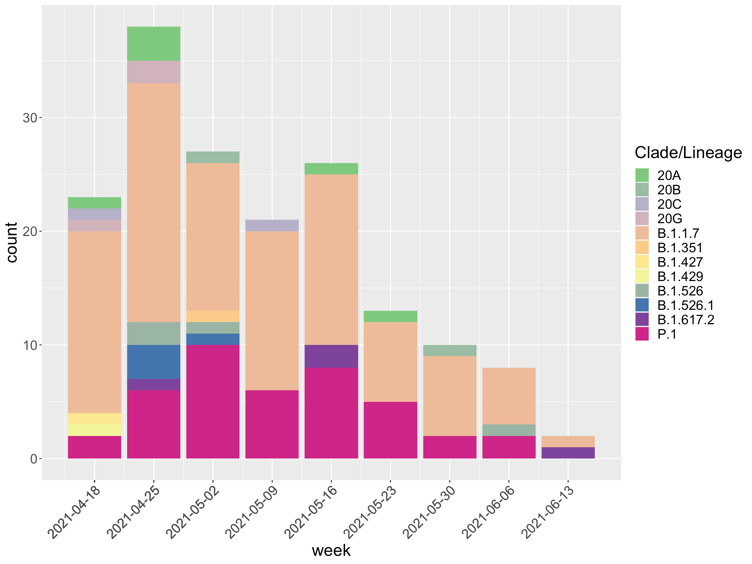 count
30
20
10
0
2021-04-18
2021-04-25
2021-05-02
2021-05-09
2021-05-16
2021-05-23
2021-05-30
2021-06-06
2021-06-13
week
Clade/Lineage
20A
20B
20C
20G
B.1.1.7
B.1.351
B.1.427
B.1.429
B.1.526
B.1.526.1
B.1.617.2
P.1